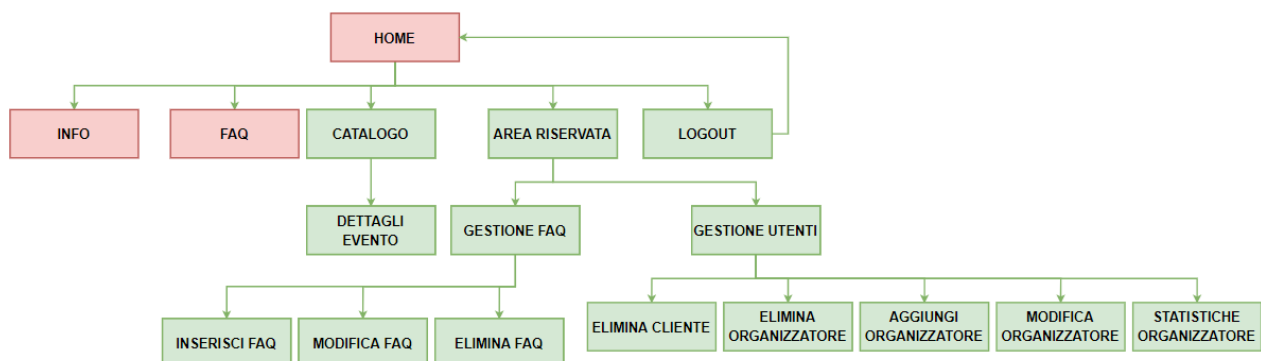 HOME
INFO
FAQ
CATALOGO
AREA RISERVATA
LOGOUT
DETTAGLI
EVENTO
GESTIONE FAQ
GESTIONE UTENTI
INSERISCI FAQ
MODIFICA FAQ
ELIMINA FAQ
ELIMINA CLIENTE
ELIMINA
ORGANIZZATORE
AGGIUNGI
ORGANIZZATORE
MODIFICA
ORGANIZZATORE
STATISTICHE
ORGANIZZATORE